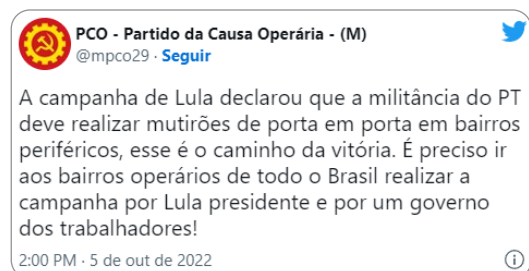 PCO - Partido da Causa Operária - (M)
@mpco29 · Seguir
A campanha de Lula declarou que a militância do PT
deve realizar mutirões de porta em porta em bairros
periféricos, esse é o caminho da vitória. É preciso ir
aos bairros operários de todo o Brasil realizar a
campanha por Lula presidente e por um governo
dos trabalhadores!
2:00 PM · 5 de out de 2022